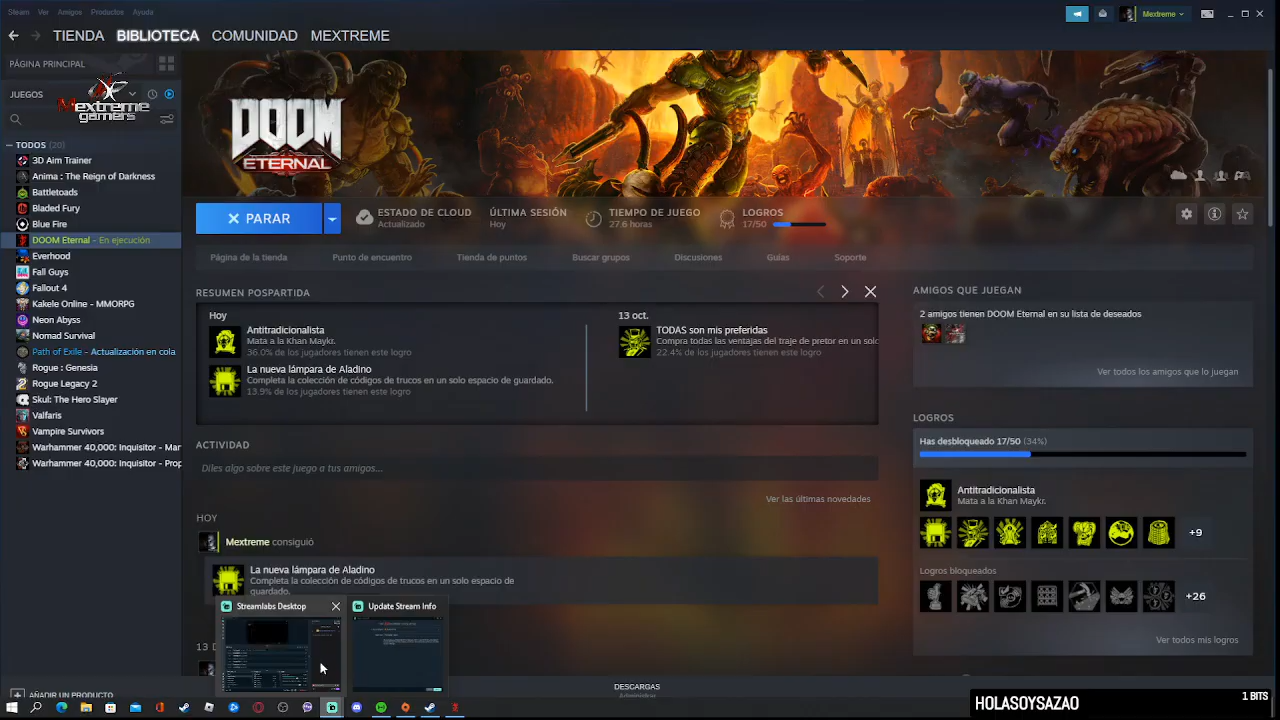 Steam Ver Amigos Productos Ayuda
Mextreme
TIENDA BIBLIOTECA COMUNIDAD MEXTREME
PÁGINA PRINCIPAL
JUEGOS
Mextreme
gamers
TODOS (20)
3D Aim Trainer
Anima : The Reign of Darkness
Battletoads
Bladed Fury
Blue Fire
DOOM Eternal - En ejecución
Everhood
Fall Guys
Fallout 4
Kakele Online - MMORPG
Neon Abyss
Nomad Survival
Path of Exile - Actualización en cola
Rogue : Genesia
Rogue Legacy 2
Skul: The Hero Slayer
Valfaris
Vampire Survivors
Warhammer 40,000: Inquisitor - Mar
Warhammer 40,000: Inquisitor - Prop
AÑADIR UN PRODUCTO
DOOM
ETERNAL
PARAR
ESTADO DE CLOUD
Actualizado
ÚLTIMA SESIÓN
Hoy
TIEMPO DE JUEGO
27.6 horas
LOGROS
17/50
Página de la tienda Punto de encuentro Tienda de puntos Buscar grupos Discusiones Guías Soporte
RESUMEN POSPARTIDA
Hoy
Antitradicionalista
Mata a la Khan Maykr.
36.0% de los jugadores tienen este logro
La nueva lámpara de Aladino
Completa la colección de códigos de trucos en un solo espacio de guardado.
13.9% de los jugadores tienen este logro
13 oct.
TODAS son mis preferidas
Compra todas las ventajas del traje de pretor en un solo
22.4% de los jugadores tienen este logro
ACTIVIDAD
Diles algo sobre este juego a tus amigos...
Ver las últimas novedades
HOY
Mextreme consiguió
La nueva lámpara de Aladino
Completa la colección de códigos de trucos en un solo espacio de
guardado.
13 D
Streamlabs Desktop
Update Stream Info
AMIGOS QUE JUEGAN
2 amigos tienen DOOM Eternal en su lista de deseados
Ver todos los amigos que lo juegan
LOGROS
Has desbloqueado 17/50 (34%)
Antitradicionalista
Mata a la Khan Maykr.
+9
Logros bloqueados
+26
Ver todos mis logros
DESCARGAS
HOLASOYSAZAO
1 BITS